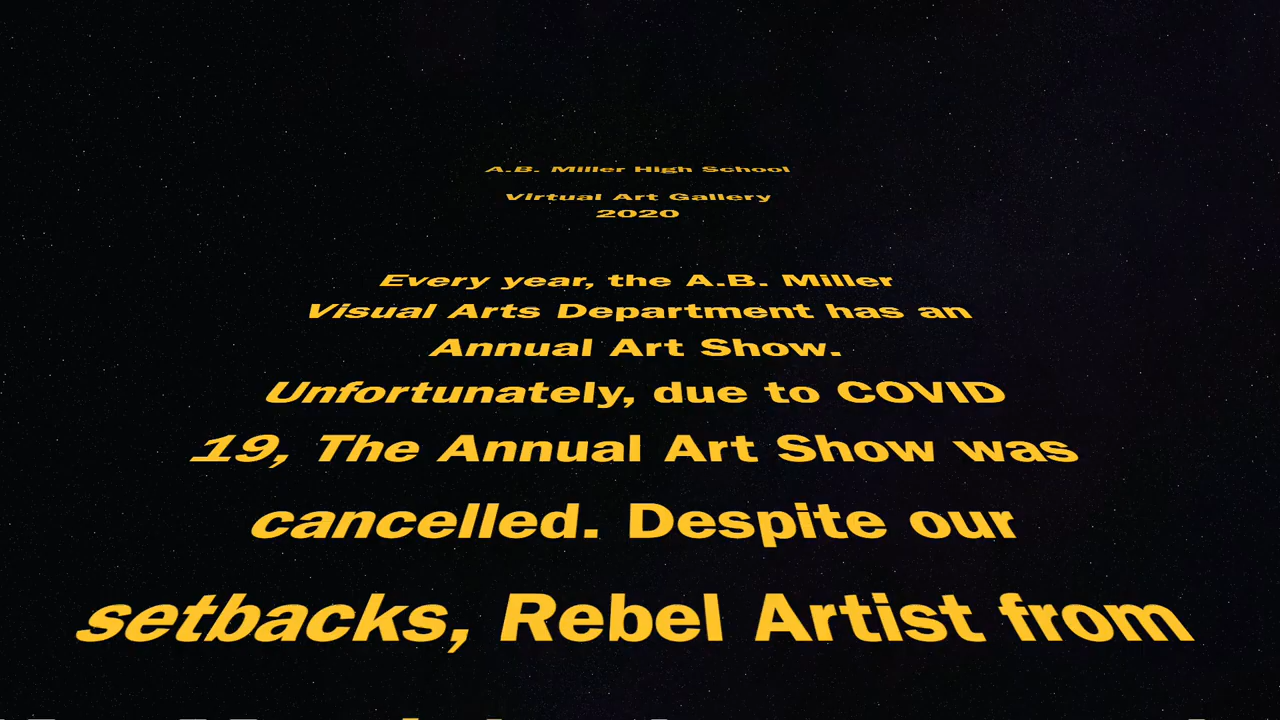 A.B. Miller High School
Virtual Art Gallery
2020
Every year, the A.B. Miller
Visual Arts Department has an
Annual Art Show.
Unfortunately, due to COVID
19, The Annual Art Show was
cancelled. Despite our
setbacks, Rebel Artist from